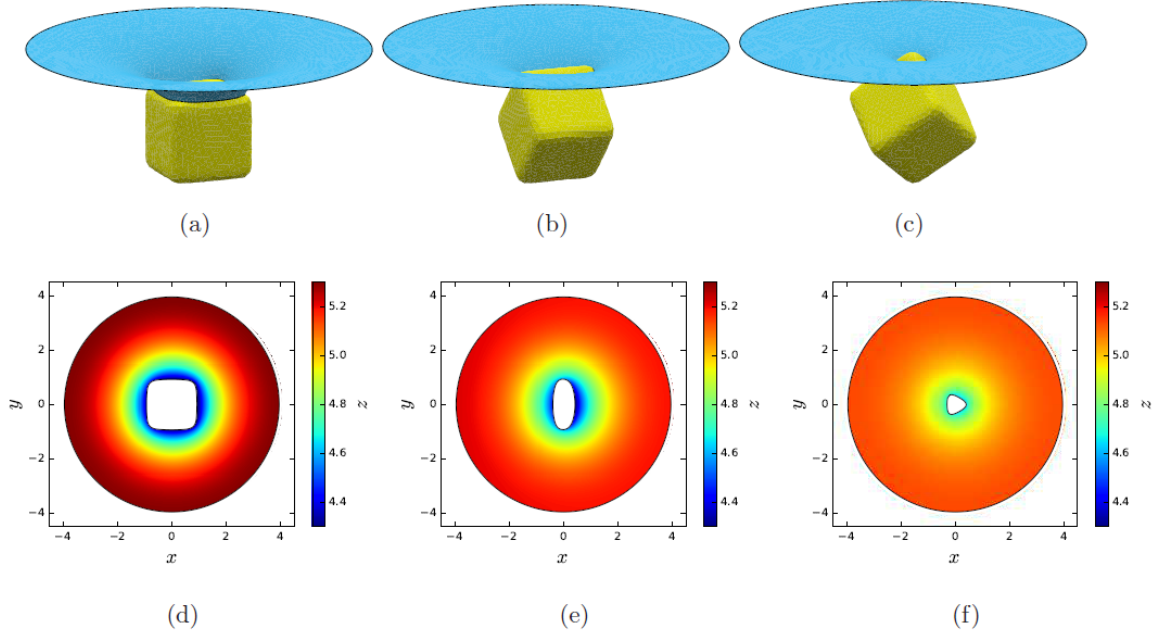 (a) (b) (c)
4 4 4
5.2 5.2 5.2
2 2 2
5.0 5.0 5.0
y 0 z y 0 z y 0 z
4.8 4.8 4.8
−2 −2 −2
4.6 4.6 4.6
−4 4.4 −4 4.4 −4 4.4
−4 −2 0 2 4 −4 −2 0 2 4 −4 −2 0 2 4
x x x
(d) (e) (f)